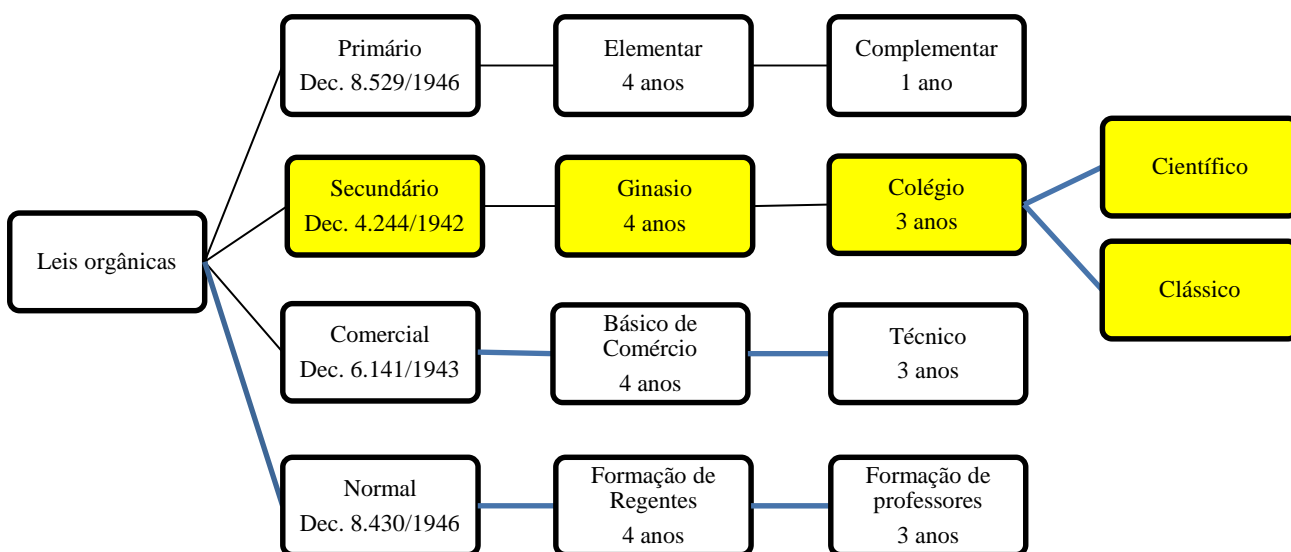 Primário
Dec. 8.529/1946
Elementar
4 anos
Complementar
1 ano
Secundário
Dec. 4.244/1942
Ginasio
4 anos
Colégio
3 anos
Científico
Clássico
Leis orgânicas
Comercial
Dec. 6.141/1943
Básico de
Comércio
4 anos
Técnico
3 anos
Normal
Dec. 8.430/1946
Formação de
Regentes
4 anos
Formação de
professores
3 anos